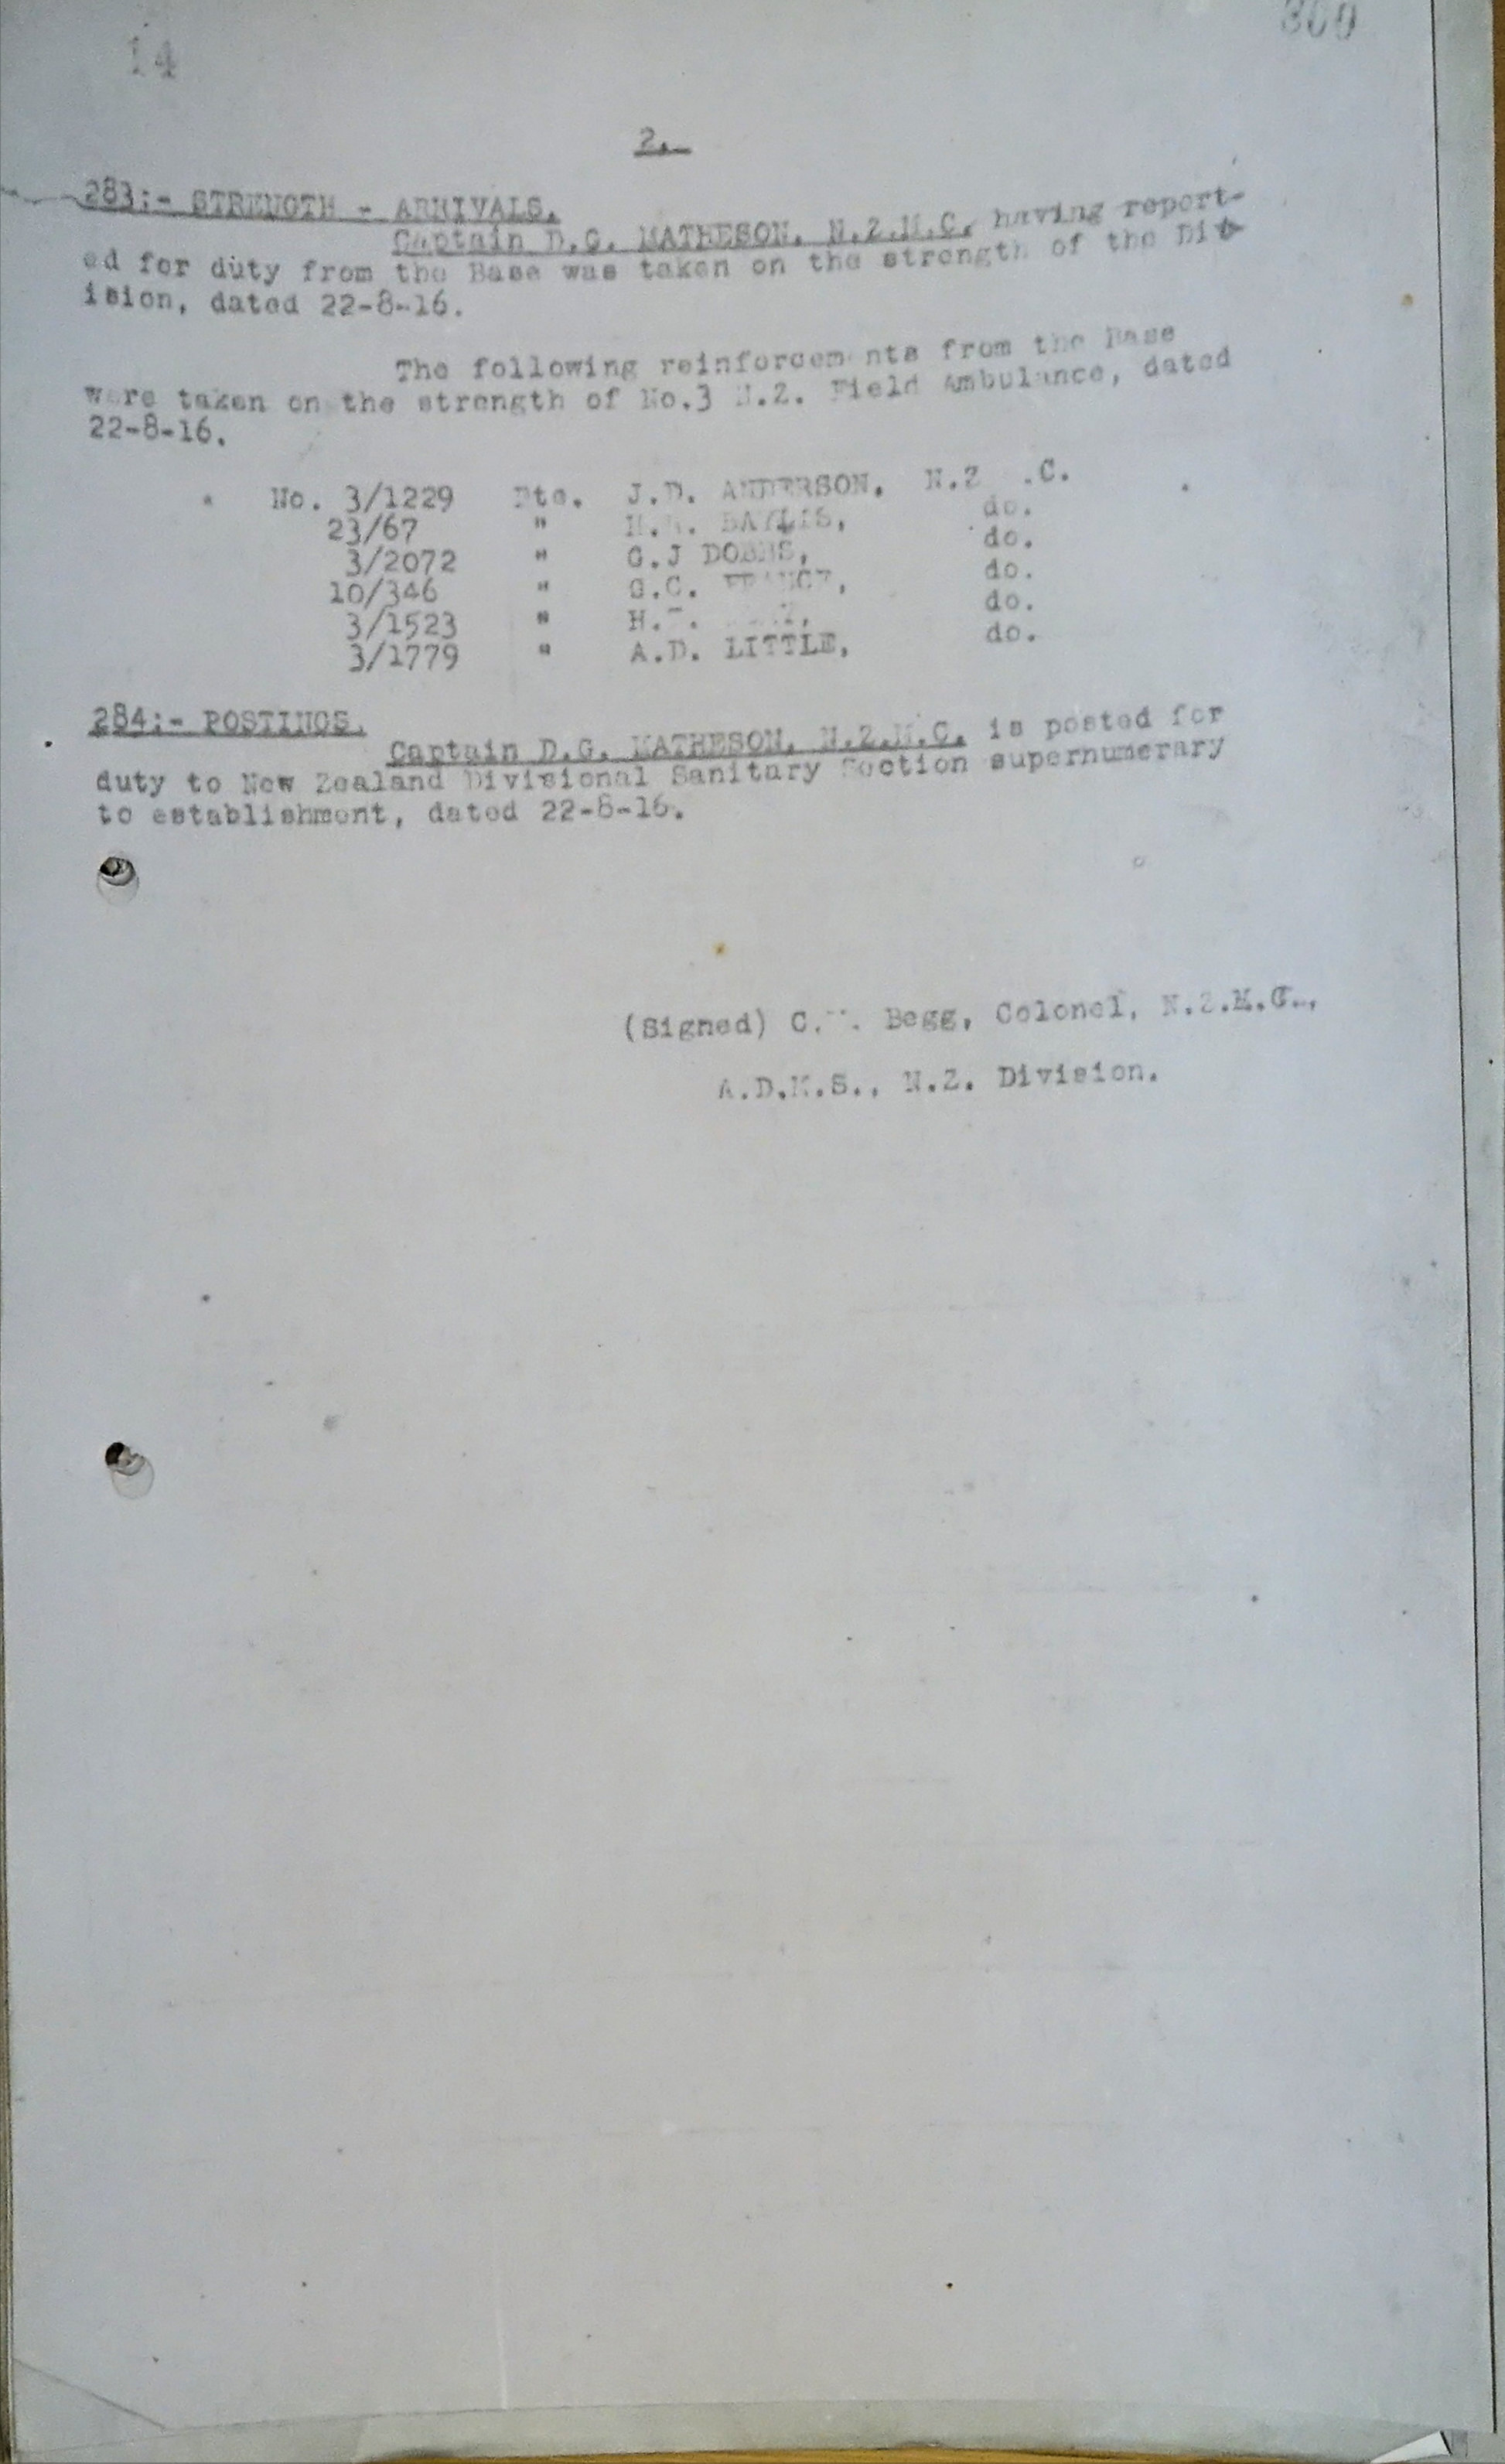 14
300
2.
283:- STRENGTH - ARRIVALS.
Captain D.G. MATHESON, N.Z.M.C. having report-
ed for duty from the Base was taken on the strength of the Div-
ision, dated 22-8-16.
The following reinforcements from the Base
were taken on the strength of No.3 N.Z. Field Ambulance, dated
22-8-16.
No. 3/1229 Pte. J.D. ANDERSON, N.Z .C.
23/67 " BAYLIS, do.
3/2072 " G.J DOBBS, do.
10/346 " G.C. do.
3/1523 " do.
3/1779 " A.D. LITTLE, do.
284:- POSTINGS.
Captain D.G. MATHESON, N.Z.M.C. is posted for
duty to New Zealand Divisional Sanitary Section supernumerary
to establishment, dated 22-8-16.
(Signed) C. . Begg, Colonel, N.Z.M.C.,
A.D.M.S., N.Z. Division.